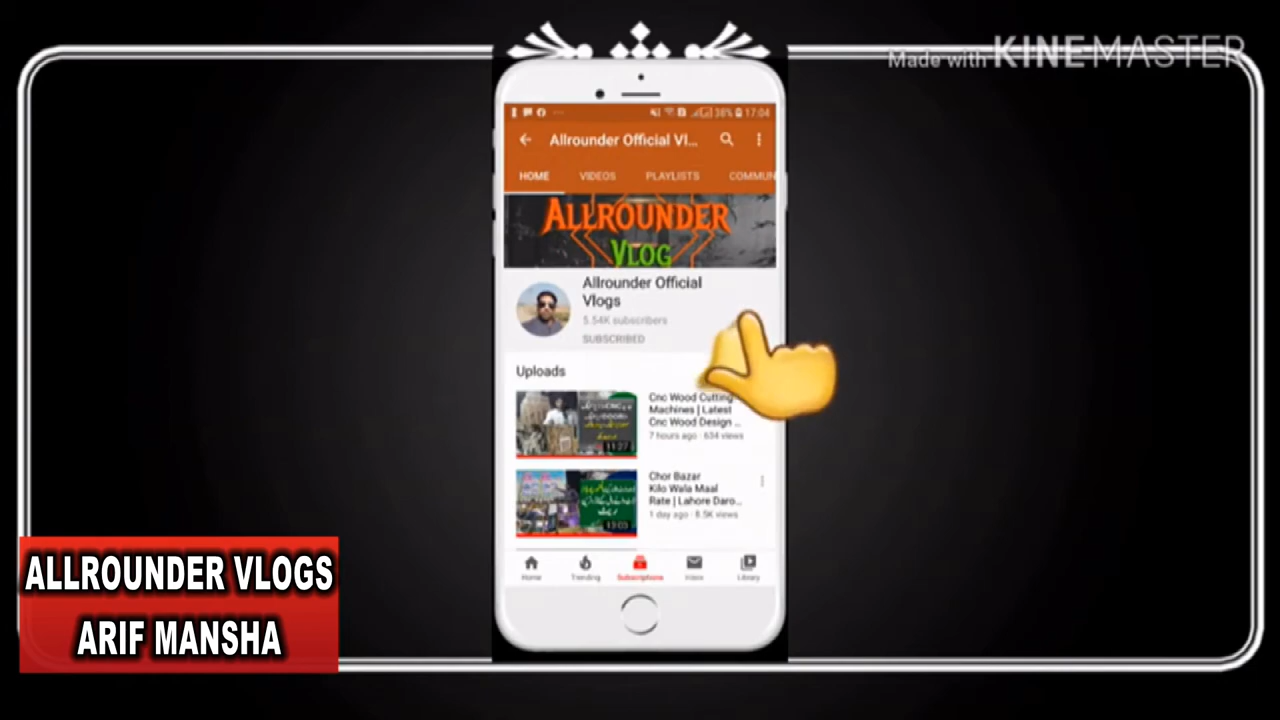 Made with KINEMASTER
38% 17:04
Allrounder Official Vl...
HOME VIDEOS PLAYLISTS COMMUN
ALLROUNDER
VLOG
Allrounder Official
Vlogs
5.54K subscribers
SUBSCRIBED
Uploads
Cnc Wood Cutting
Machines | Latest
Cnc Wood Design ...
7 hours ago · 634 views
11:27
Chor Bazar
Kilo Wala Maal
Rate | Lahore Daro...
1 day ago · 8.5K views
13:03
Home Trending Subscriptions Inbox Library
ALLROUNDER VLOGS
ARIF MANSHA